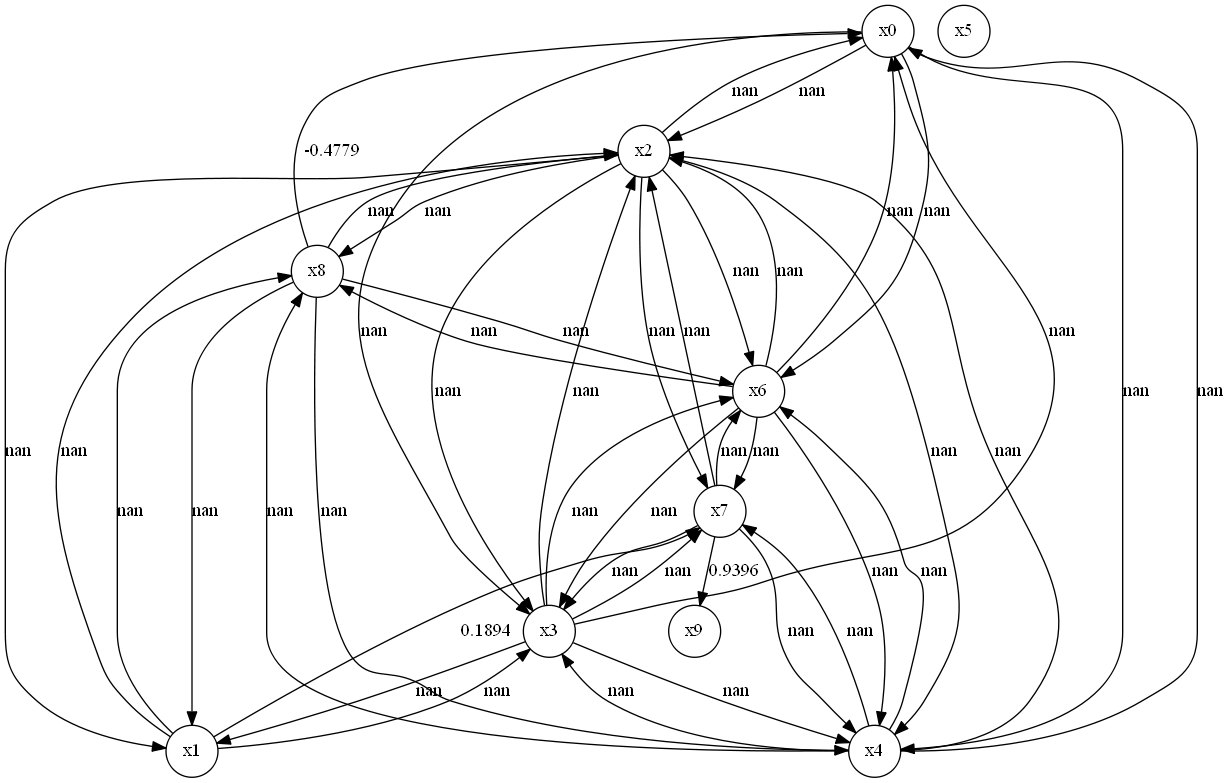 x0 x5
nan nan
-0.4779 x2
nan nan nan nan
x8 nan nan
nan nan nan nan nan nan
nan nan x6 nan nan
nan nan nan nan nan nan
nan nan nan nan nan nan x7
nan nan 0.9396
0.1894 x3 x9 nan nan
nan nan nan nan
x1 x4